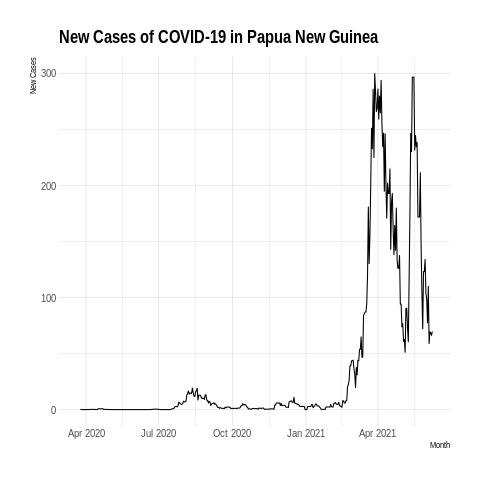 New Cases of COVID-19 in Papua New Guinea
New Cases
300
200
100
0
Apr 2020 Jul 2020 Oct 2020 Jan 2021 Apr 2021
Month